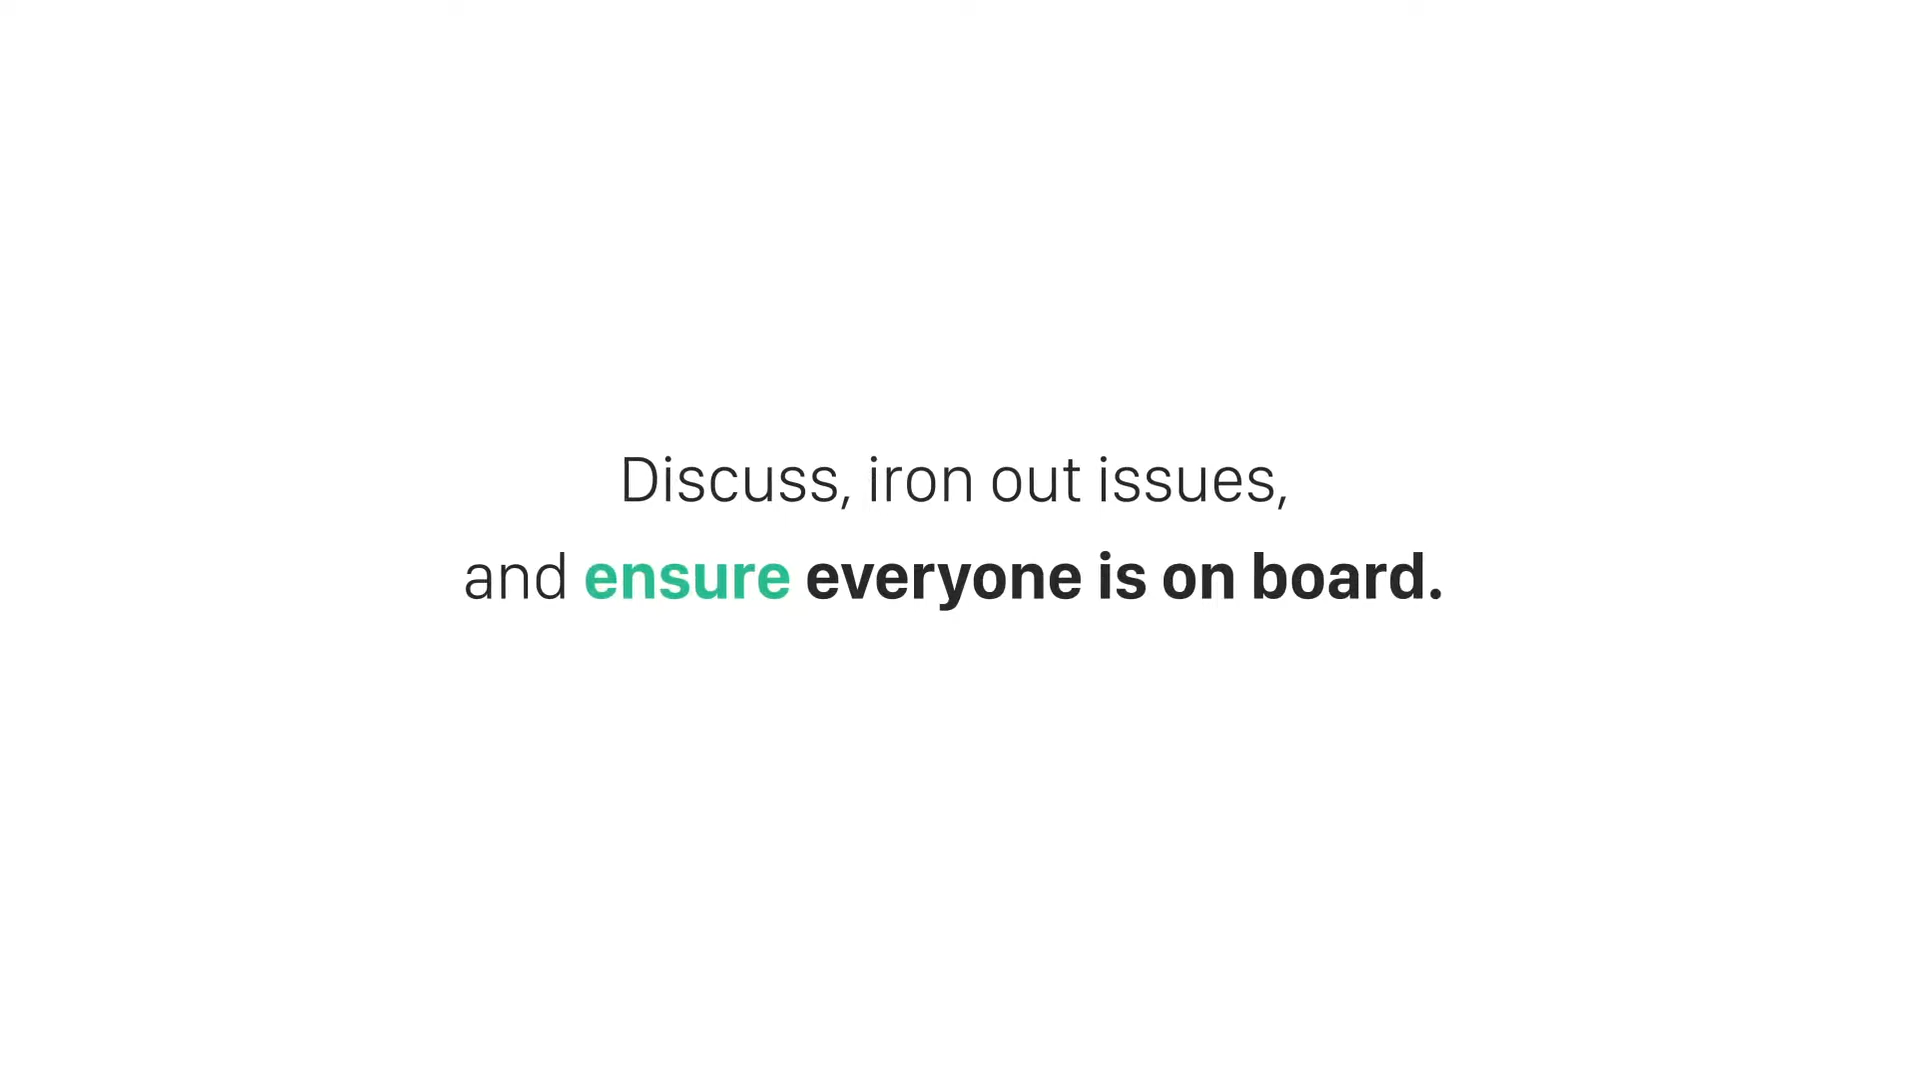 Discuss, iron out issues,
and ensure everyone is on board.